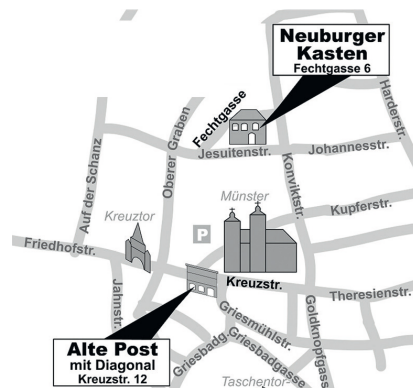 Neuburger
Kasten
Fechtgasse 6
Harderstr.
Fechtgasse
Oberer Graben
Auf der Schanz
Jesuitenstr.
Johannesstr.
Konviktstr.
Münster
Kupferstr.
Kreuztor
P
Friedhofstr.
Kreuzstr.
Theresienstr.
Jahnstr.
Griesmühlstr.
Goldknopfgasse
Alte Post
mit Diagonal
Kreuzstr. 12
Griesbadg.
Griesbadgasse
Taschentor-